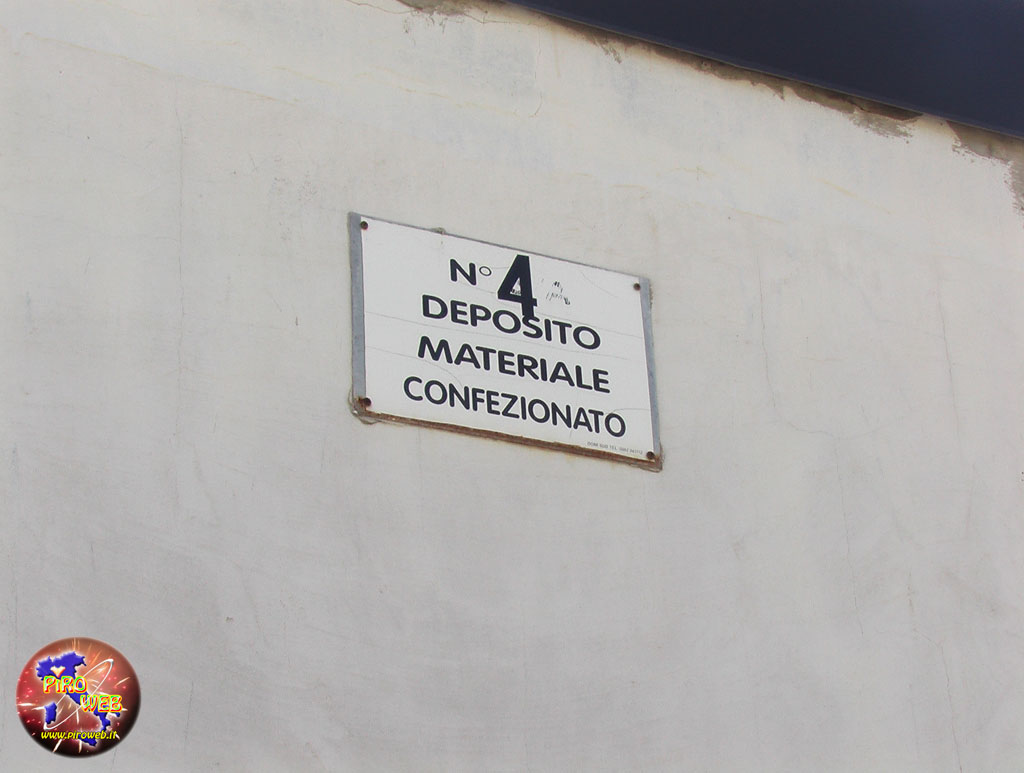 N° 4
DEPOSITO
MATERIALE
CONFEZIONATO
PIRO
WEB
www.piroweb.it